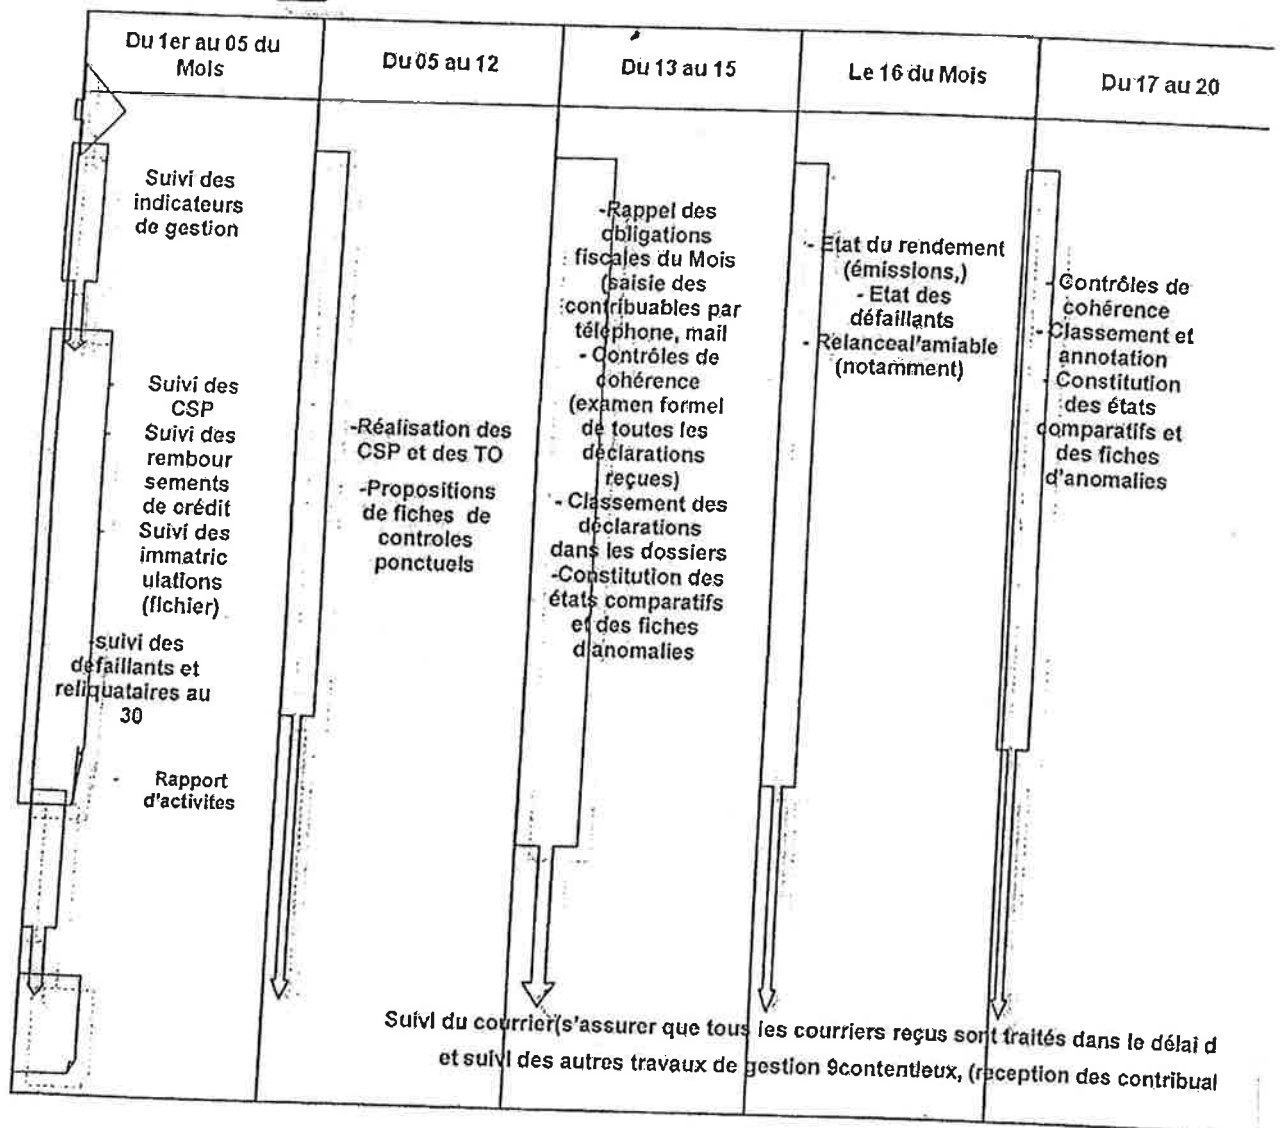 Du 1er au 05 du
Mois
Du 05 au 12
Du 13 au 15
Le 16 du Mois
Du 17 au 20
Suivi des
indicateurs
de gestion
Suivi des
CSP
Suivi des
rembour
sements
de crédit
Suivi des
immatric
ulations
(fichier)
-suivi des
défaillants et
reliquataires au
30
- Rapport
d'activites
-Réalisation des
CSP et des TO
-Propositions
de fiches de
controles
ponctuels
-Rappel des
obligations
fiscales du Mois
(saisie des
contribuables par
téléphone, mail
- Contrôles de
cohérence
(examen formel
de toutes les
déclarations
reçues)
- Classement des
déclarations
dans les dossiers
-Constitution des
états comparatifs
et des fiches
d'anomalies
- Etat du rendement
(émissions,)
- Etat des
défaillants
- Relanceal'amiable
(notamment)
- Contrôles de
cohérence
- Classement et
annotation
- Constitution
des états
comparatifs et
des fiches
d'anomalies
Suivi du courrier(s'assurer que tous les courriers reçus sont traités dans le délai d
et suivi des autres travaux de gestion 9contentieux, (reception des contribual